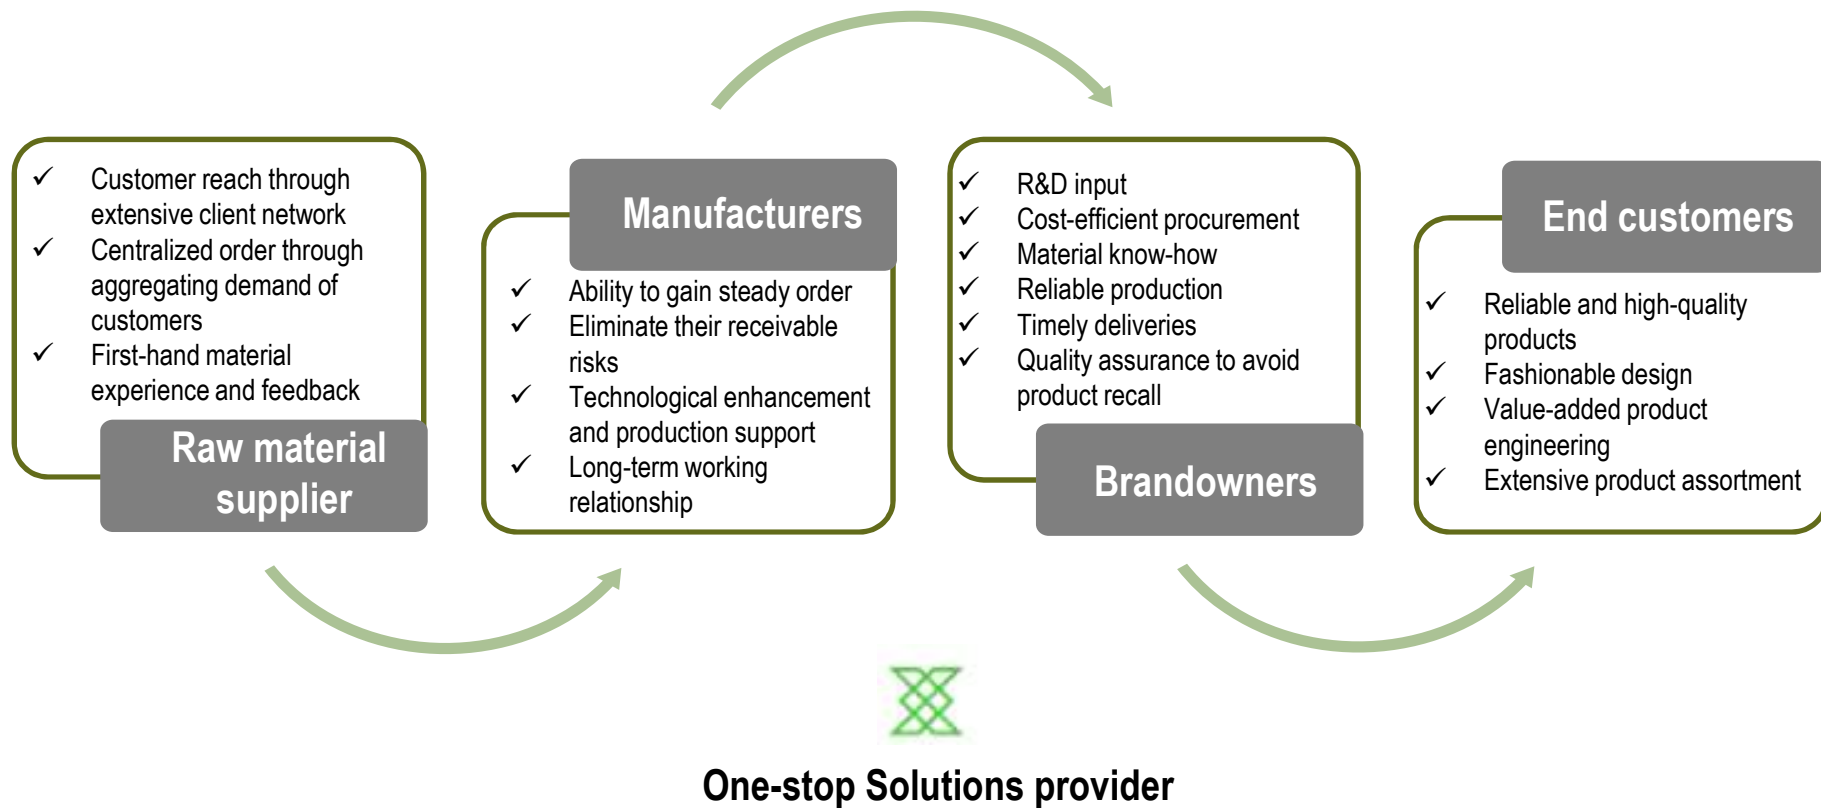 ✓ Customer reach through
extensive client network
✓ Centralized order through
aggregating demand of
customers
✓ First-hand material
experience and feedback
Raw material
supplier
Manufacturers
✓ Ability to gain steady order
✓ Eliminate their receivable
risks
✓ Technological enhancement
and production support
✓ Long-term working
relationship
✓ R&D input
✓ Cost-efficient procurement
✓ Material know-how
✓ Reliable production
✓ Timely deliveries
✓ Quality assurance to avoid
product recall
Brandowners
End customers
✓ Reliable and high-quality
products
✓ Fashionable design
✓ Value-added product
engineering
✓ Extensive product assortment
One-stop Solutions provider